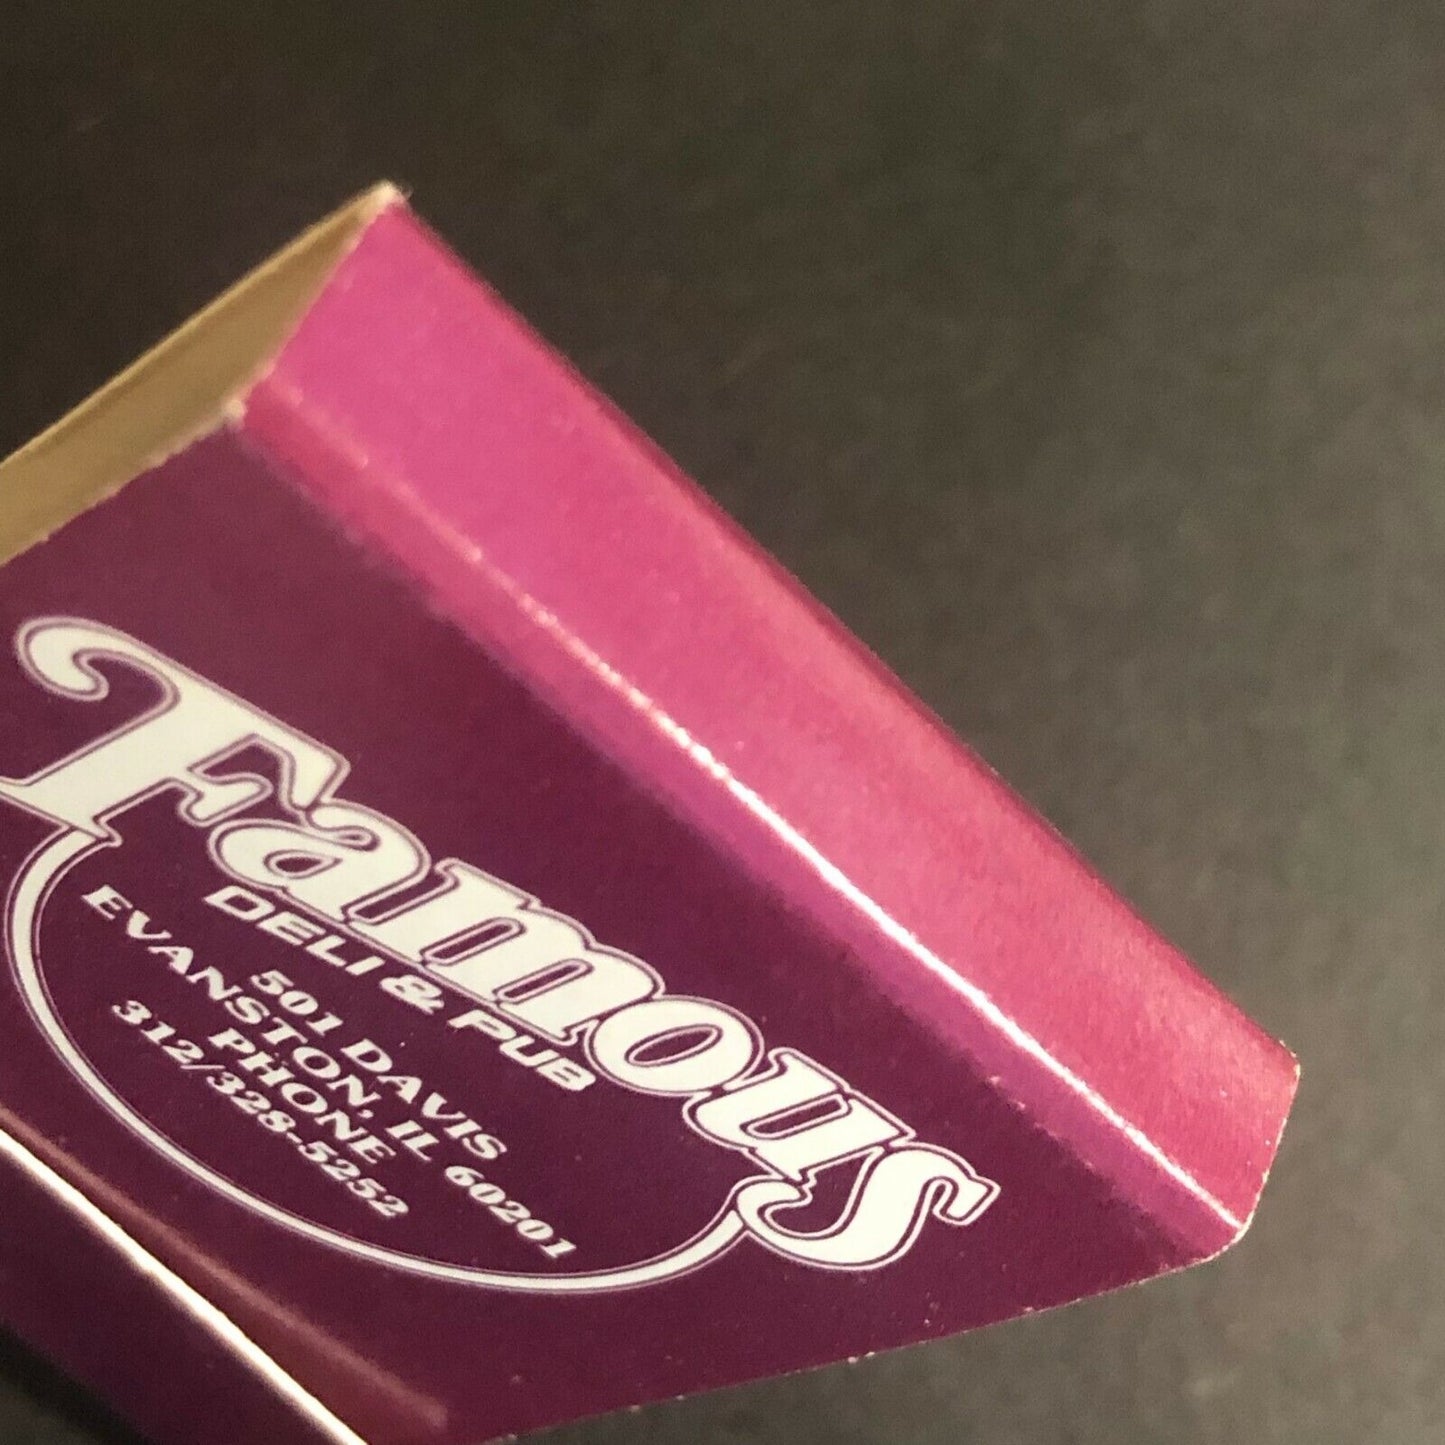 Famous
DELI & PUB
501 DAVIS
EVANSTON, IL 60201
PHONE
312/328-5252